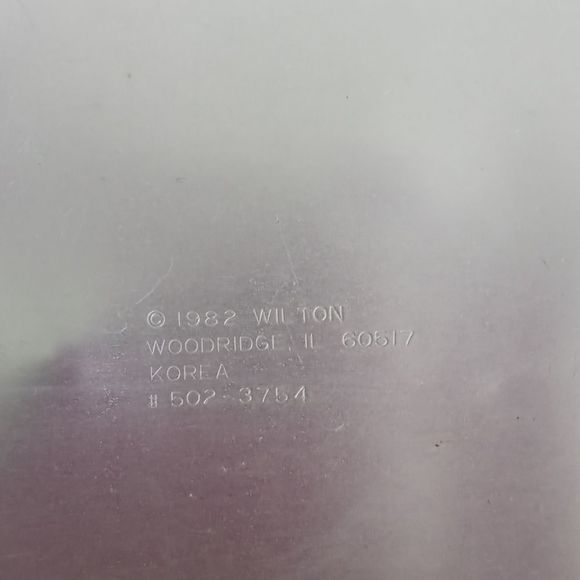 © 1982 WILTON
WOODRIDGE, IL 60517
KOREA
# 502-3754